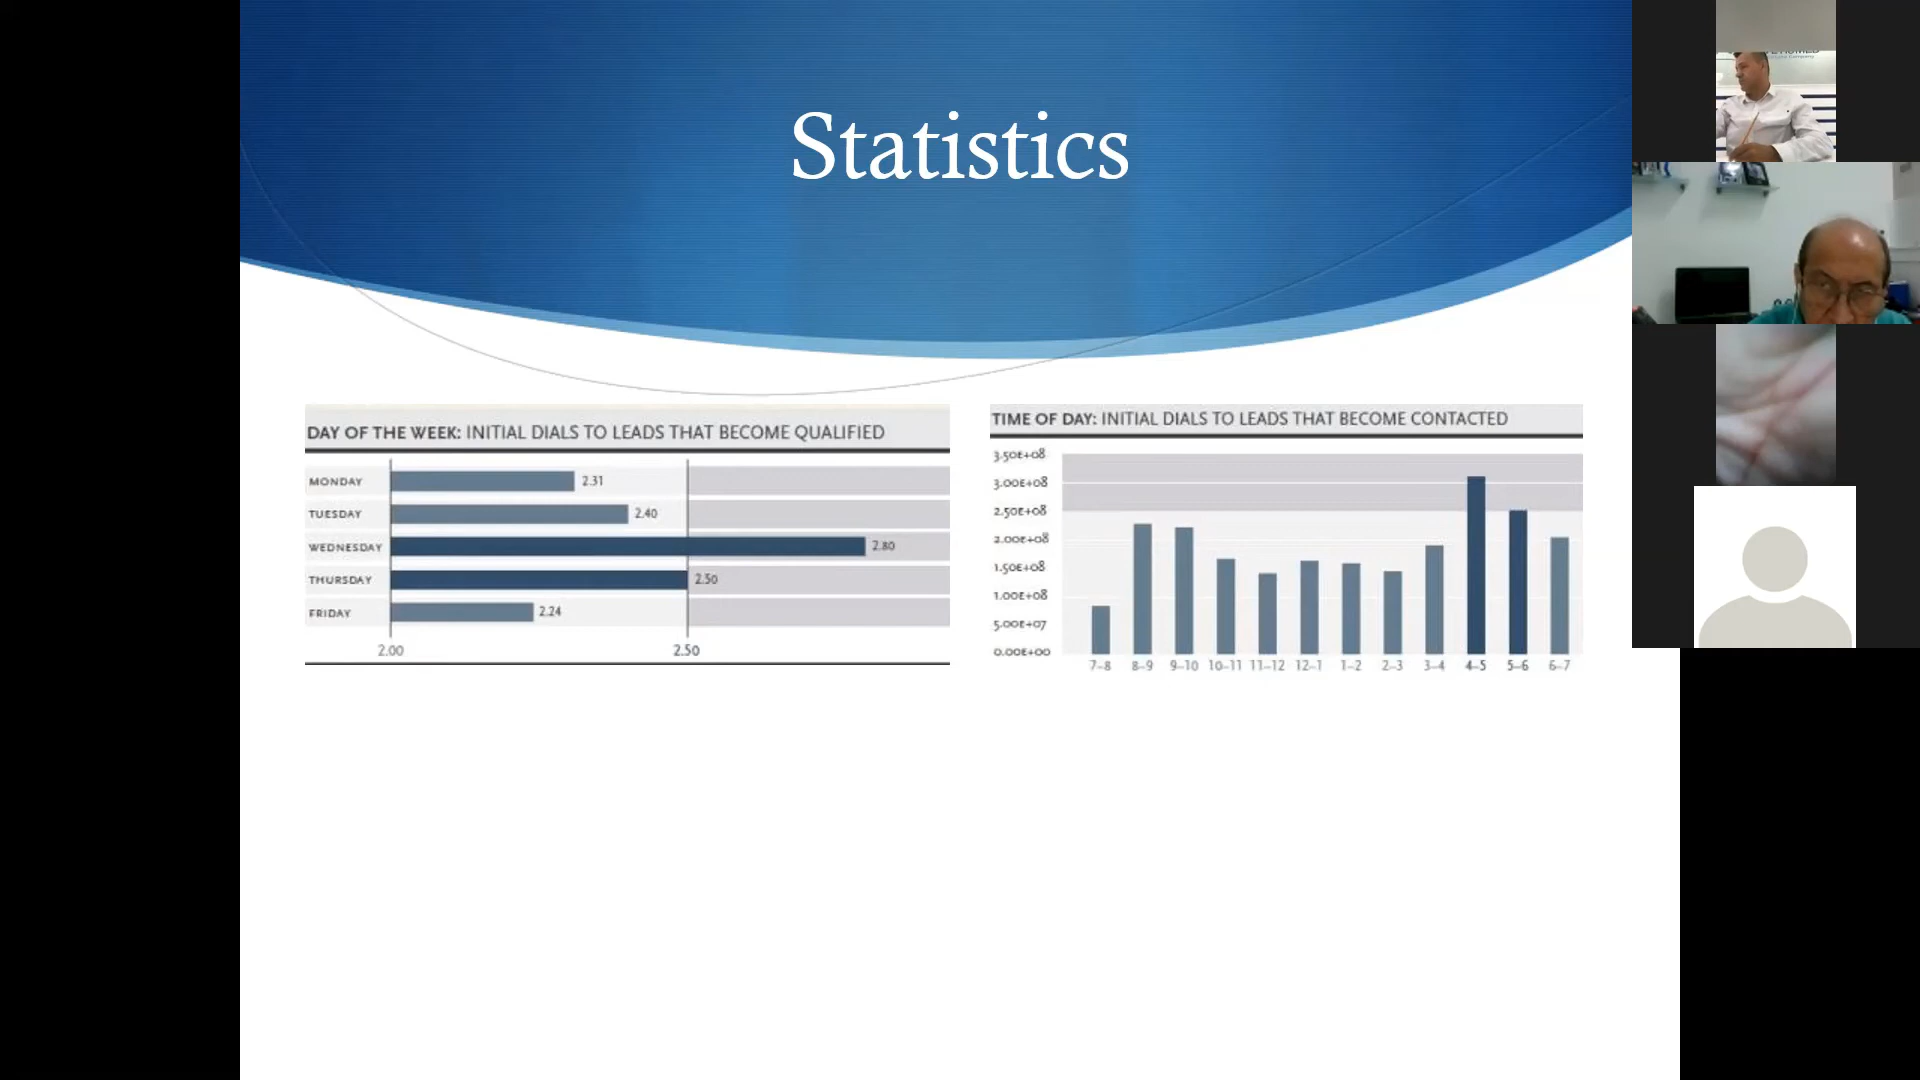 Statistics
DAY OF THE WEEK: INITIAL DIALS TO LEADS THAT BECOME QUALIFIED
MONDAY 2.31
TUESDAY 2.40
WEDNESDAY 2.80
THURSDAY 2.50
FRIDAY 2.24
2.00 2.50
TIME OF DAY: INITIAL DIALS TO LEADS THAT BECOME CONTACTED
3.50E+08
3.00E+08
2.50E+08
2.00E+08
1.50E+08
1.00E+08
5.00E+07
0.00E+00
7–8 8–9 9–10 10–11 11–12 12–1 1–2 2–3 3–4 4–5 5–6 6–7